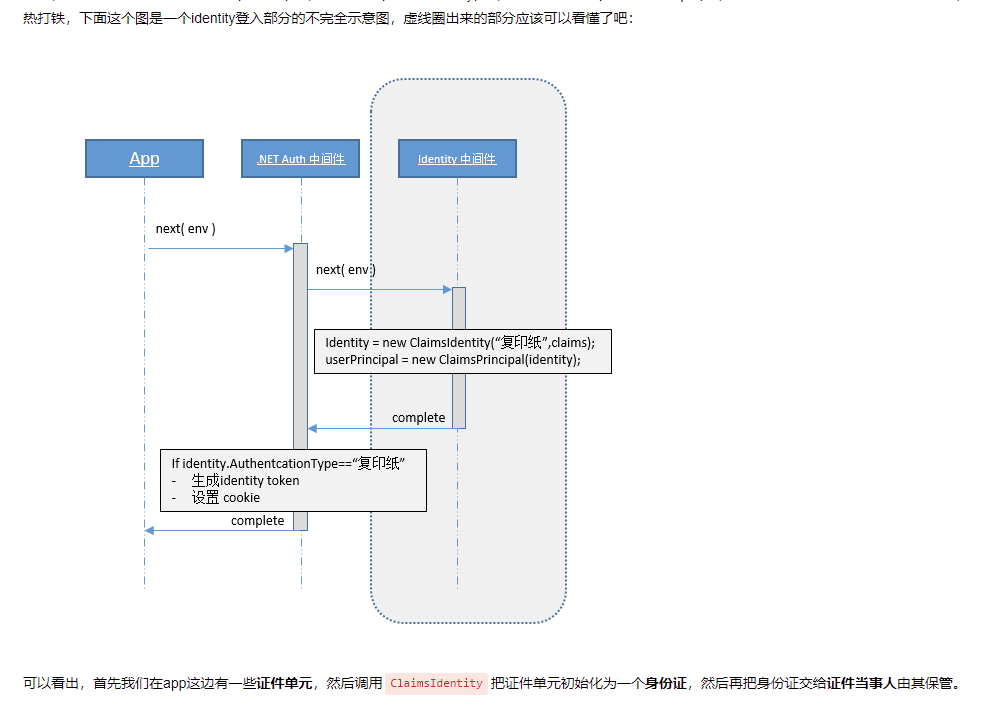 热打铁，下面这个图是一个identity登入部分的不完全示意图，虚线圈出来的部分应该可以看懂了吧：
App
.NET Auth 中间件
Identity 中间件
next( env )
next( env )
Identity = new ClaimsIdentity(“复印纸”,claims);
userPrincipal = new ClaimsPrincipal(identity);
complete
If identity.AuthentcationType==“复印纸”
- 生成identity token
- 设置 cookie
complete
可以看出，首先我们在app这边有一些证件单元，然后调用 ClaimsIdentity 把证件单元初始化为一个身份证，然后再把身份证交给证件当事人由其保管。